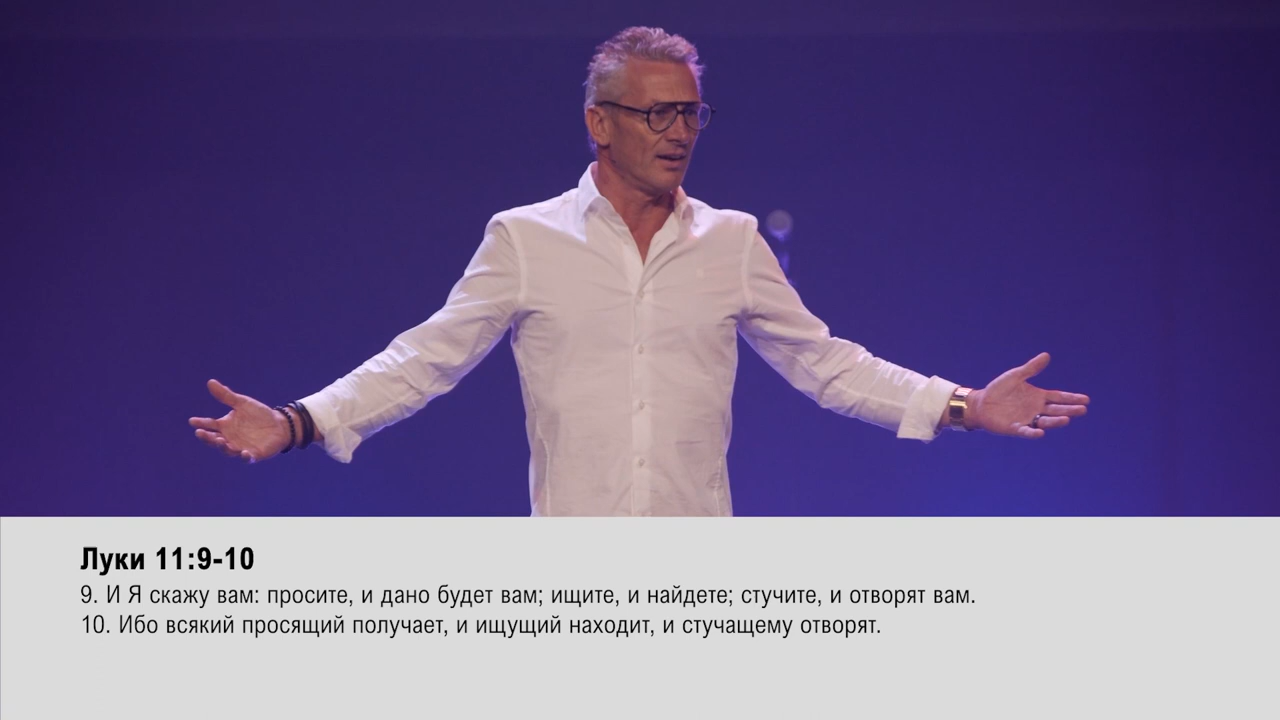 Луки 11:9-10
9. И Я скажу вам: просите, и дано будет вам; ищите, и найдете; стучите, и отворят вам.
10. Ибо всякий просящий получает, и ищущий находит, и стучащему отворят.